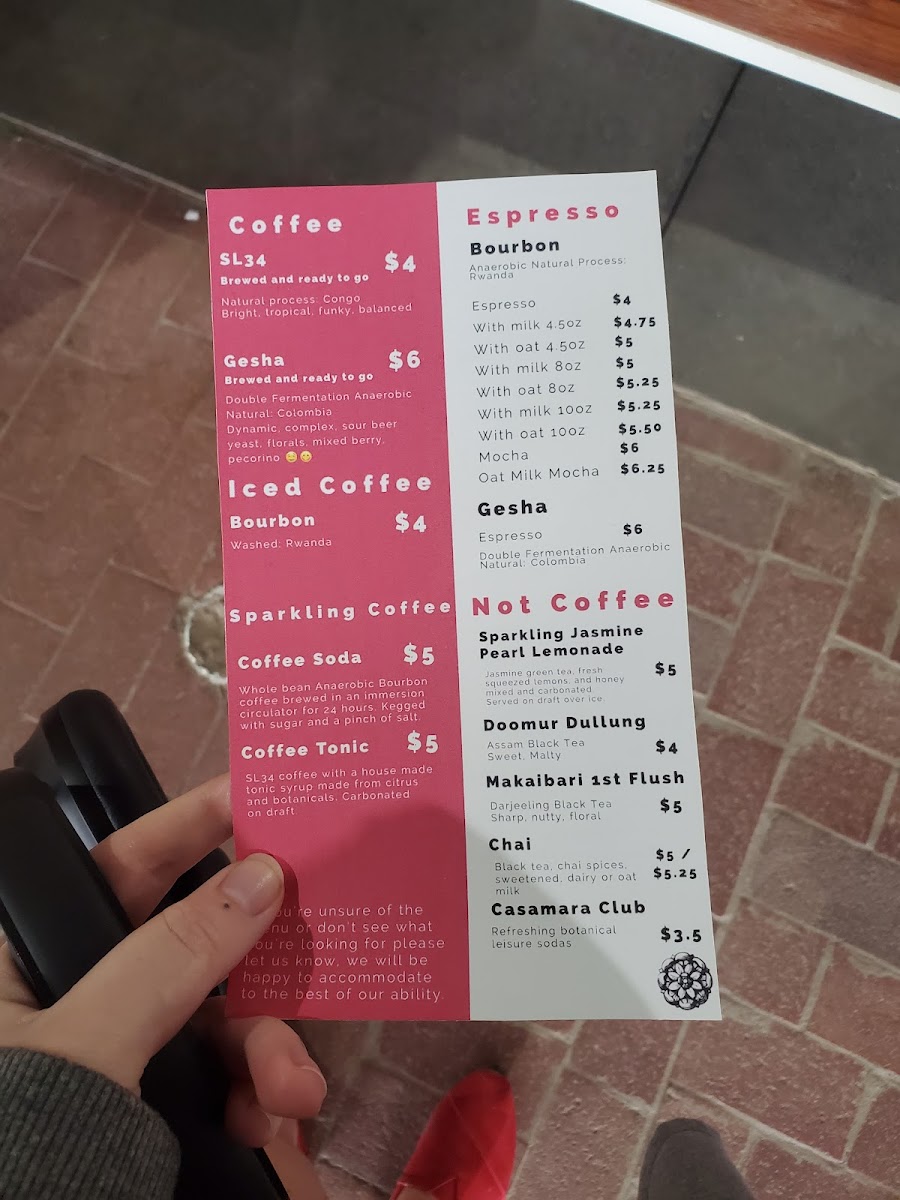 Coffee
SL34
$4
Brewed and ready to go
Natural process: Congo
Bright, tropical, funky, balanced
Gesha
$6
Brewed and ready to go
Double Fermentation Anaerobic
Natural: Colombia
Dynamic, complex, sour beer
yeast, florals, mixed berry,
pecorino 😋😋
Iced Coffee
Bourbon
$4
Washed: Rwanda
Sparkling Coffee
Coffee Soda
$5
Whole bean Anaerobic Bourbon
coffee brewed in an immersion
circulator for 24 hours. Kegged
with sugar and a pinch of salt.
Coffee Tonic
$5
SL34 coffee with a house made
tonic syrup made from citrus
and botanicals. Carbonated
on draft.
ou're unsure of the
nu or don't see what
you're looking for please
let us know, we will be
happy to accommodate
to the best of our ability.
Espresso
Bourbon
Anaerobic Natural Process:
Rwanda
Espresso $4
With milk 4.5oz $4.75
With oat 4.5oz $5
With milk 8oz $5
With oat 8oz $5.25
With milk 10oz $5.25
With oat 10oz $5.50
Mocha $6
Oat Milk Mocha $6.25
Gesha
Espresso $6
Double Fermentation Anaerobic
Natural: Colombia
Not Coffee
Sparkling Jasmine
Pearl Lemonade
$5
Jasmine green tea, fresh
squeezed lemons, and honey
mixed and carbonated.
Served on draft over ice.
Doomur Dullung
Assam Black Tea
$4
Sweet, Malty
Makaibari 1st Flush
Darjeeling Black Tea
$5
Sharp, nutty, floral
Chai
$5 /
$5.25
Black tea, chai spices,
sweetened, dairy or oat
milk
Casamara Club
Refreshing botanical
$3.5
leisure sodas